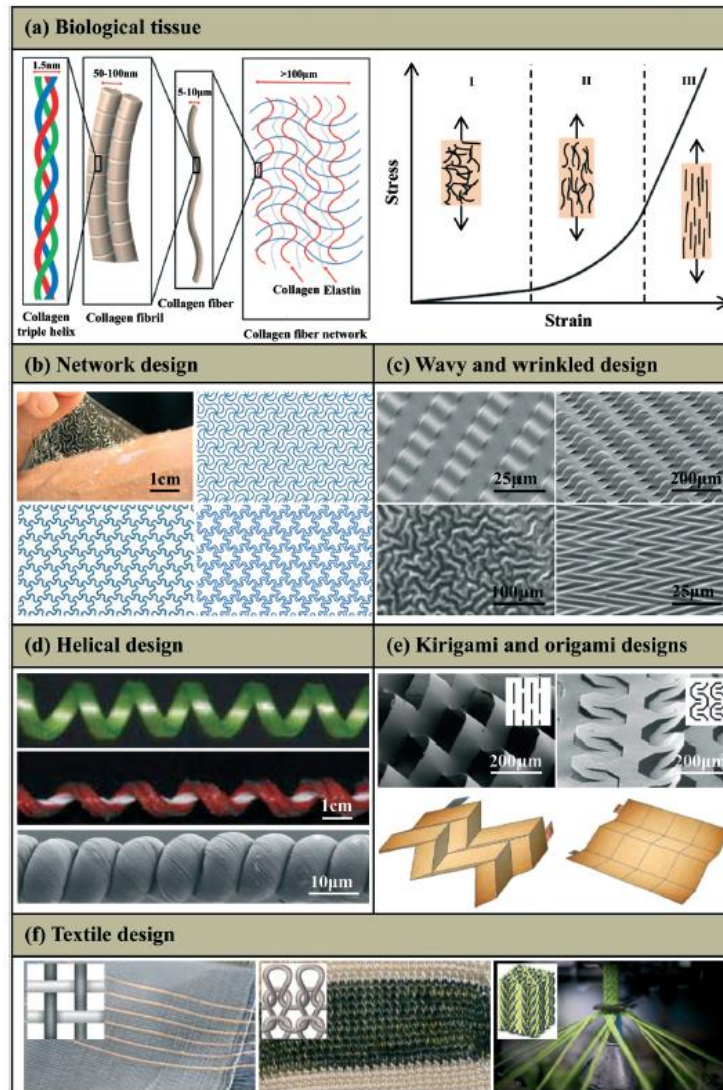 (a) Biological tissue
1.5nm
50-100nm
5-10μm
>100μm
Collagen
triple helix
Collagen fibril
Collagen fiber
Collagen Elastin
Collagen fiber network
Stress
I II III
Strain
(b) Network design
1cm
(c) Wavy and wrinkled design
25μm
200μm
100μm
25μm
(d) Helical design
1cm
10μm
(e) Kirigami and origami designs
200μm
200μm
(f) Textile design